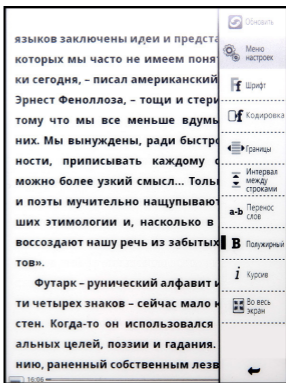 языков заключены идеи и предста
которых мы часто не имеем понят
ки сегодня, – писал американский
Эрнест Феноллоза, – тощи и стери
тому что мы все меньше вдумы
них. Мы вынуждены, ради быстро
ности, приписывать каждому с
можно более узкий смысл... Толь
и поэты мучительно нащупывают
ших этимологии и, насколько в
воссоздают нашу речь из забытых
тов».
Футарк – рунический алфавит и
ти четырех знаков – сейчас мало к
стен. Когда-то он использовался
альных целей, поэзии и гадания.
нию, раненный собственным лезв
16:06
Обновить
Меню
настроек
f Шрифт
f Кодировка
Границы
Интервал
между
строками
a-b Перенос
слов
B Полужирный
i Курсив
Во весь
экран